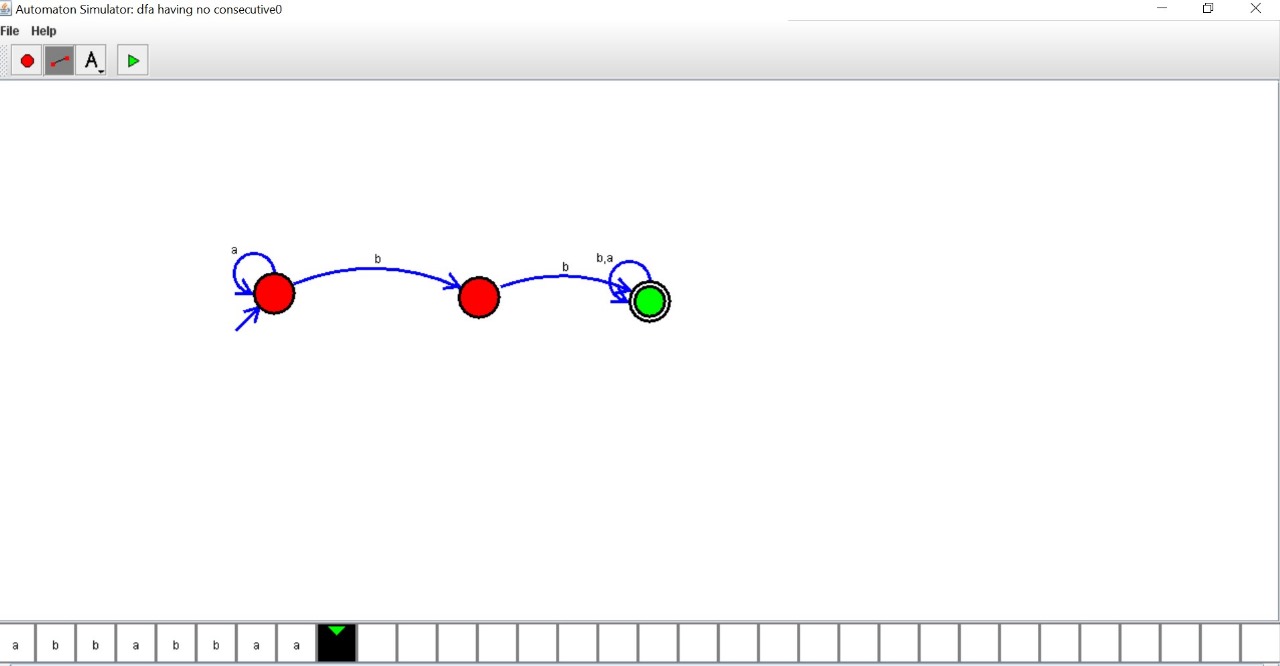 Automaton Simulator: dfa having no consecutive0
File Help
A
a
b
b
b,a
a b b a b b a a